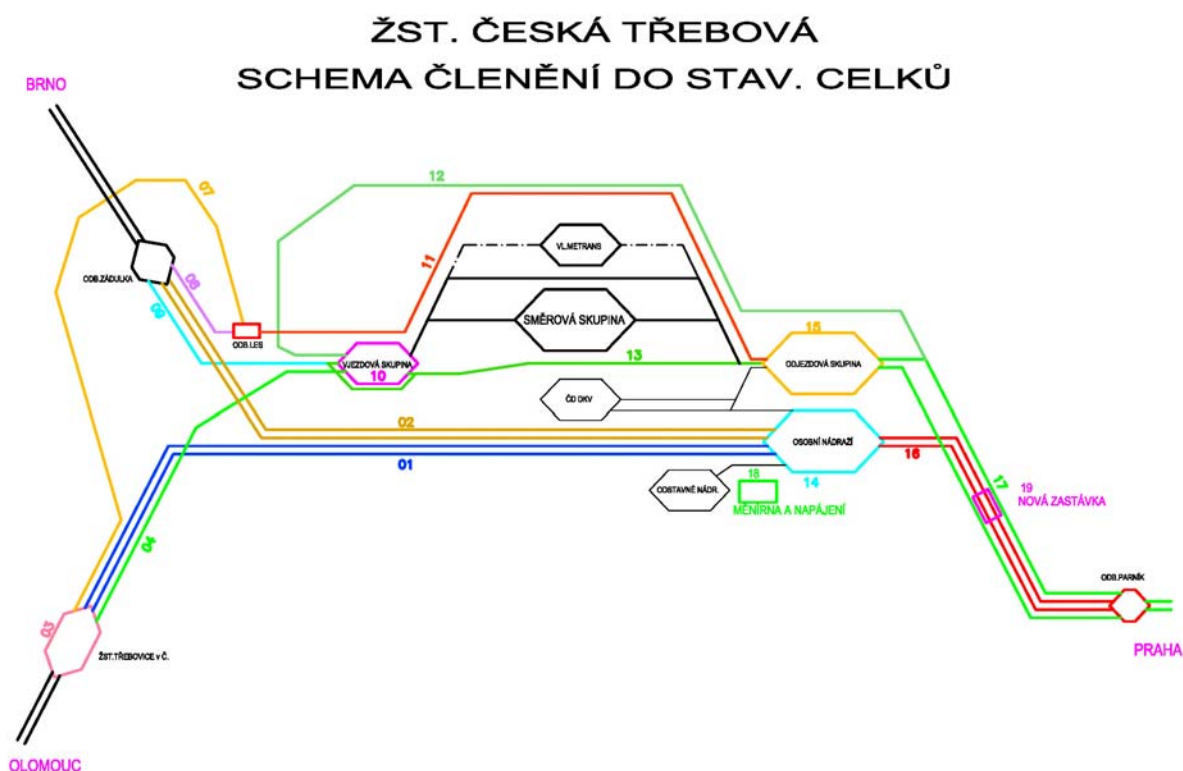 ŽST. ČESKÁ TŘEBOVÁ
SCHEMA ČLENĚNÍ DO STAV. CELKŮ
BRNO
07
12
ODB.ZÁDULKA
08
09
11
VL.METRANS
ODB.LES
SMĚROVÁ SKUPINA
15
VJEZDOVÁ SKUPINA
10
13
ODJEZDOVÁ SKUPINA
ČD DKV
02
01
OSOBNÍ NÁDRAŽÍ
16
14
18
ODSTAVNÉ NÁDR.
MĚNÍRNA A NAPÁJENÍ
17
19
NOVÁ ZASTÁVKA
04
ODB.PARNÍK
03
ŽST.TŘEBOVICE v Č.
PRAHA
OLOMOUC